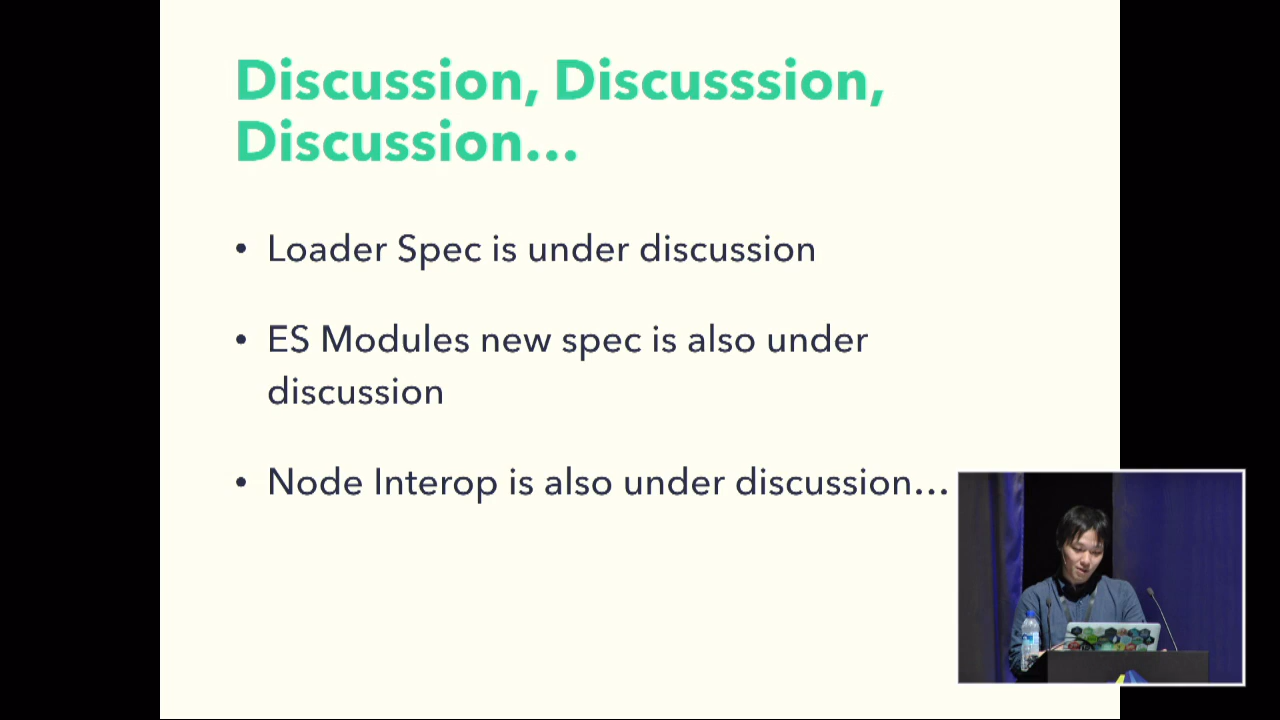 Discussion, Discusssion,
Discussion...
• Loader Spec is under discussion
• ES Modules new spec is also under
discussion
• Node Interop is also under discussion...